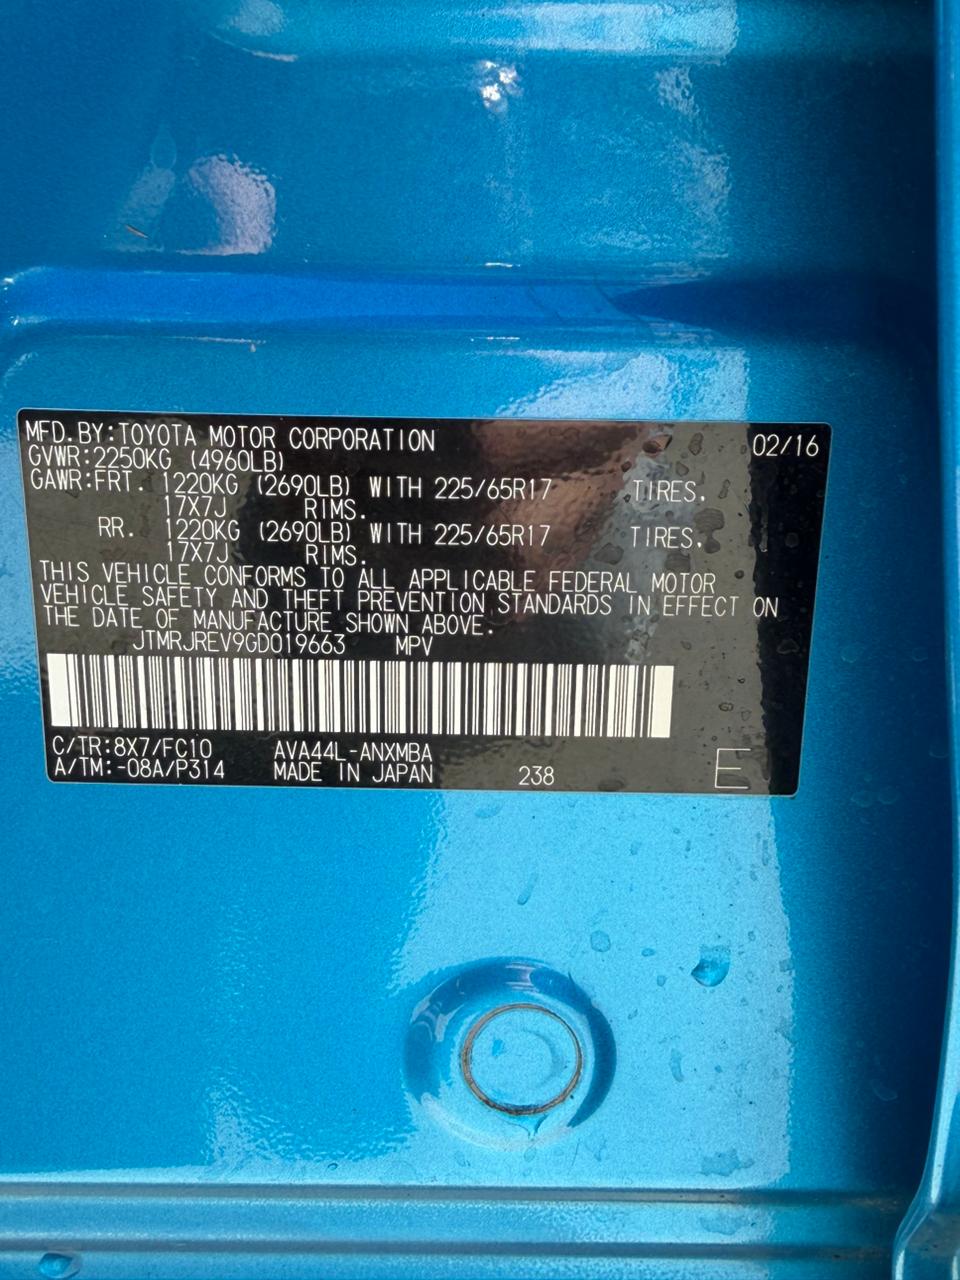 MFD.BY:TOYOTA MOTOR CORPORATION 02/16
GVWR:2250KG (4960LB)
GAWR:FRT. 1220KG (2690LB) WITH 225/65R17 TIRES.
17X7J RIMS.
RR. 1220KG (2690LB) WITH 225/65R17 TIRES.
17X7J RIMS.
THIS VEHICLE CONFORMS TO ALL APPLICABLE FEDERAL MOTOR
VEHICLE SAFETY AND THEFT PREVENTION STANDARDS IN EFFECT ON
THE DATE OF MANUFACTURE SHOWN ABOVE.
JTMRJREV9GD019663 MPV
C/TR:8X7/FC10 AVA44L-ANXMBA
A/TM:-08A/P314 MADE IN JAPAN 238 E